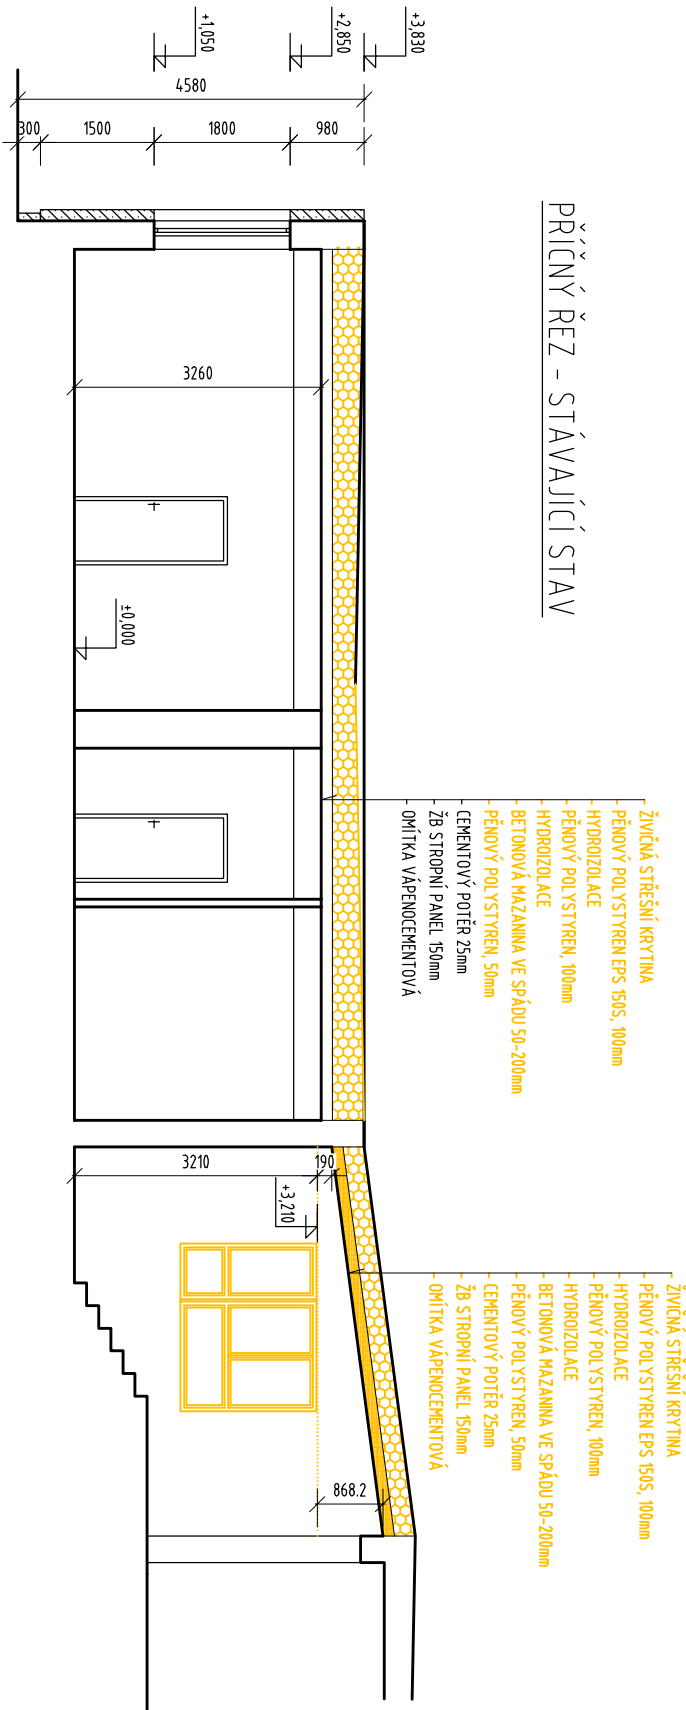 PŘÍČNÝ ŘEZ - STÁVAJÍCÍ STAV
+3,830
+2,850
+1,050
4580
980
1800
1500
300
3260
±0,000
ŽIVIČNÁ STŘEŠNÍ KRYTINA
PĚNOVÝ POLYSTYREN EPS 150S, 100mm
HYDROIZOLACE
PĚNOVÝ POLYSTYREN, 100mm
HYDROIZOLACE
BETONOVÁ MAZANINA VE SPÁDU 50-200mm
PĚNOVÝ POLYSTYREN, 50mm
CEMENTOVÝ POTĚR 25mm
ŽB STROPNÍ PANEL 150mm
OMÍTKA VÁPENOCEMENTOVÁ
3210
190
+3,210
868.2
ŽIVIČNÁ STŘEŠNÍ KRYTINA
PĚNOVÝ POLYSTYREN EPS 150S, 100mm
HYDROIZOLACE
PĚNOVÝ POLYSTYREN, 100mm
HYDROIZOLACE
BETONOVÁ MAZANINA VE SPÁDU 50-200mm
PĚNOVÝ POLYSTYREN, 50mm
CEMENTOVÝ POTĚR 25mm
ŽB STROPNÍ PANEL 150mm
OMÍTKA VÁPENOCEMENTOVÁ